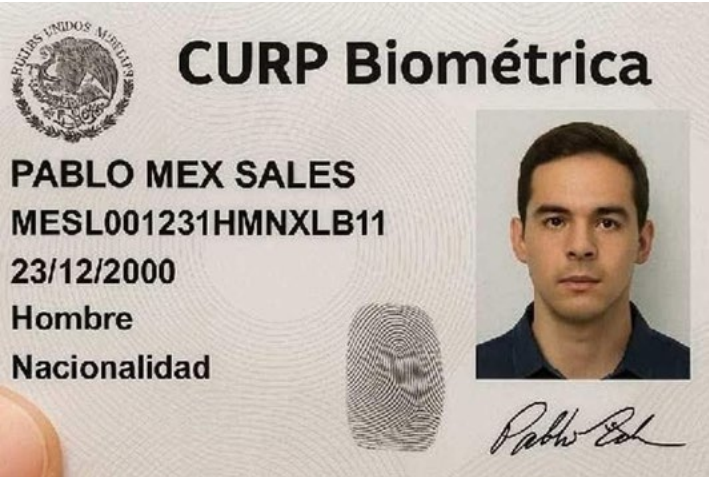 CURP Biométrica
PABLO MEX SALES
MESL001231HMNXLB11
23/12/2000
Hombre
Nacionalidad